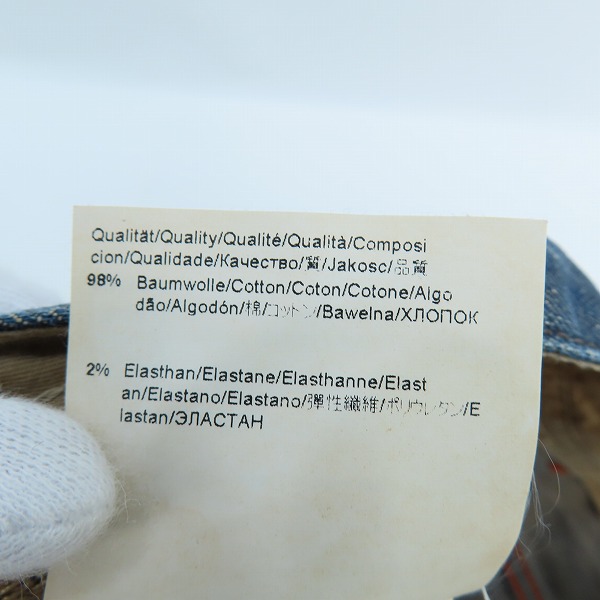 Qualität/Quality/Qualité/Qualità/Composi
cion/Qualidade/Качество/質/Jakosc/品質
98% Baumwolle/Cotton/Coton/Cotone/Algo
dão/Algodón/棉/コットン/Bawelna/ХЛОПОК
2% Elasthan/Elastane/Elasthanne/Elast
an/Elastano/Elastano/彈性纖維/ポリウレタン/E
lastan/ЭЛАСТАН